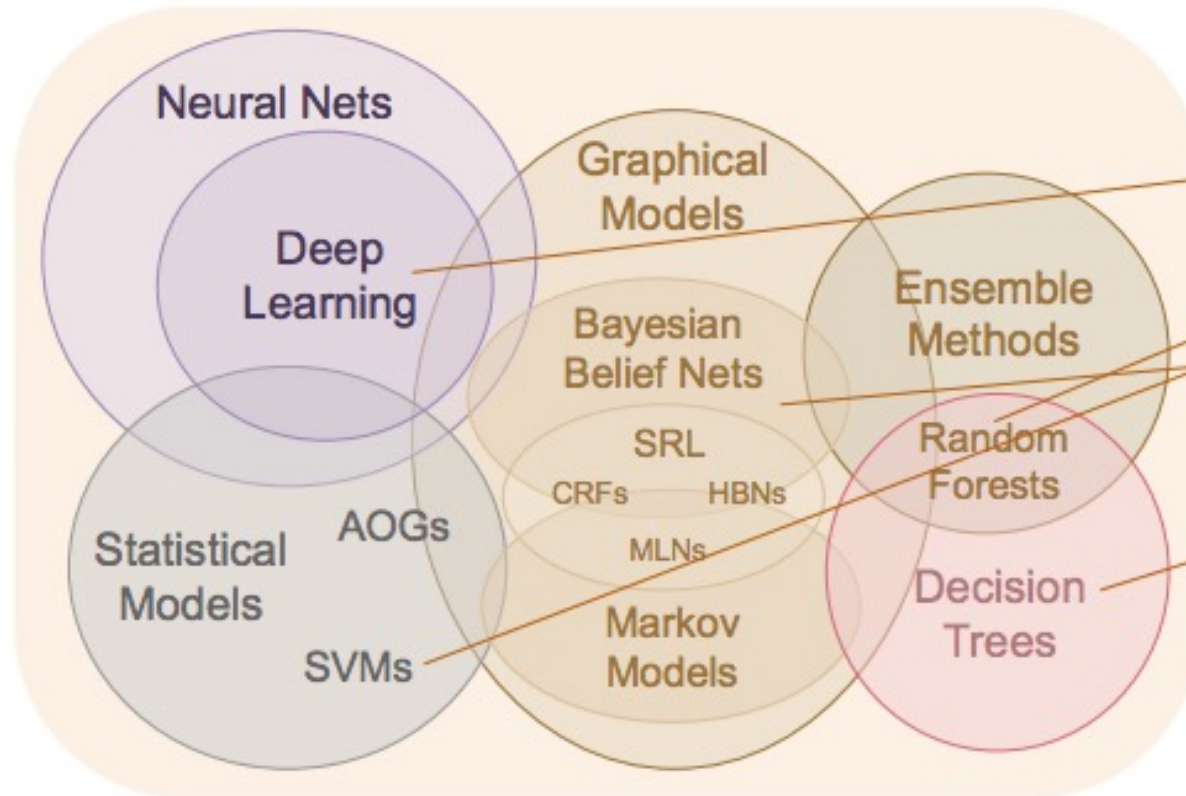 Neural Nets
Deep
Learning
Graphical
Models
Ensemble
Methods
Bayesian
Belief Nets
SRL
CRFs
HBNs
MLNs
Random
Forests
AOGs
Statistical
Models
SVMs
Markov
Models
Decision
Trees